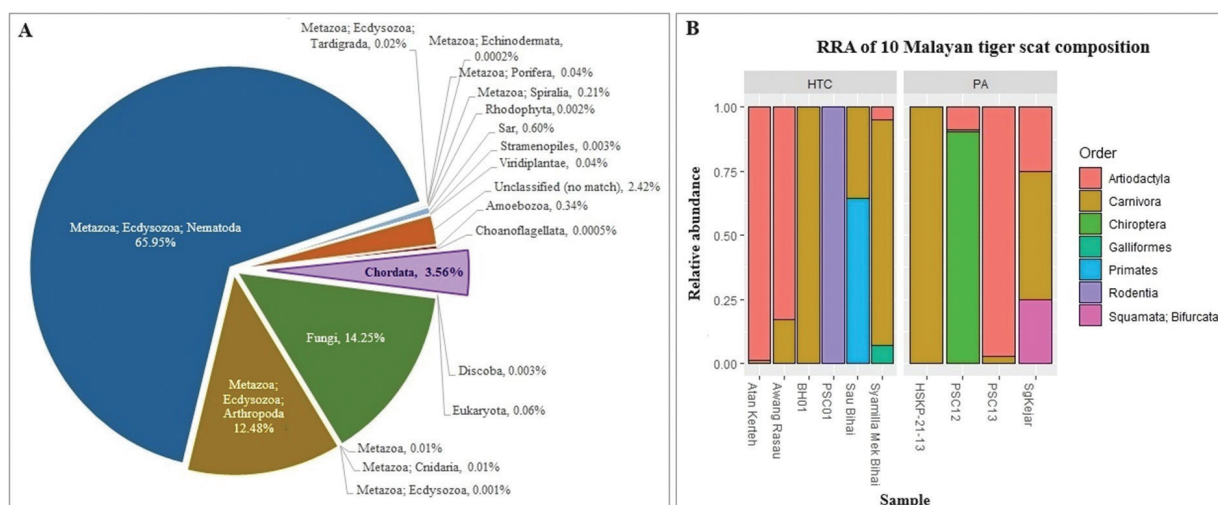 A
Metazoa; Ecdysozoa;
Tardigrada, 0.02%
Metazoa; Echinodermata,
0.0002%
Metazoa; Porifera, 0.04%
Metazoa; Spiralia, 0.21%
Rhodophyta, 0.002%
Sar, 0.60%
Stramenopiles, 0.003%
Viridiplantae, 0.04%
Unclassified (no match), 2.42%
Amoebozoa, 0.34%
Choanoflagellata, 0.0005%
Chordata, 3.56%
Metazoa; Ecdysozoa; Nematoda
65.95%
Fungi, 14.25%
Metazoa;
Ecdysozoa;
Arthropoda
12.48%
Discoba, 0.003%
Eukaryota, 0.06%
Metazoa, 0.01%
Metazoa; Cnidaria, 0.01%
Metazoa; Ecdysozoa, 0.001%
B
RRA of 10 Malayan tiger scat composition
HTC
PA
Relative abundance
1.00
0.75
0.50
0.25
0.00
Atan Kerteh
Awang Rasau
BH01
PSC01
Sau Bihai
Syamilla Mek Bihai
HSKP-21-13
PSC12
PSC13
SgKejar
Sample
Order
Artiodactyla
Carnivora
Chiroptera
Galliformes
Primates
Rodentia
Squamata; Bifurcata